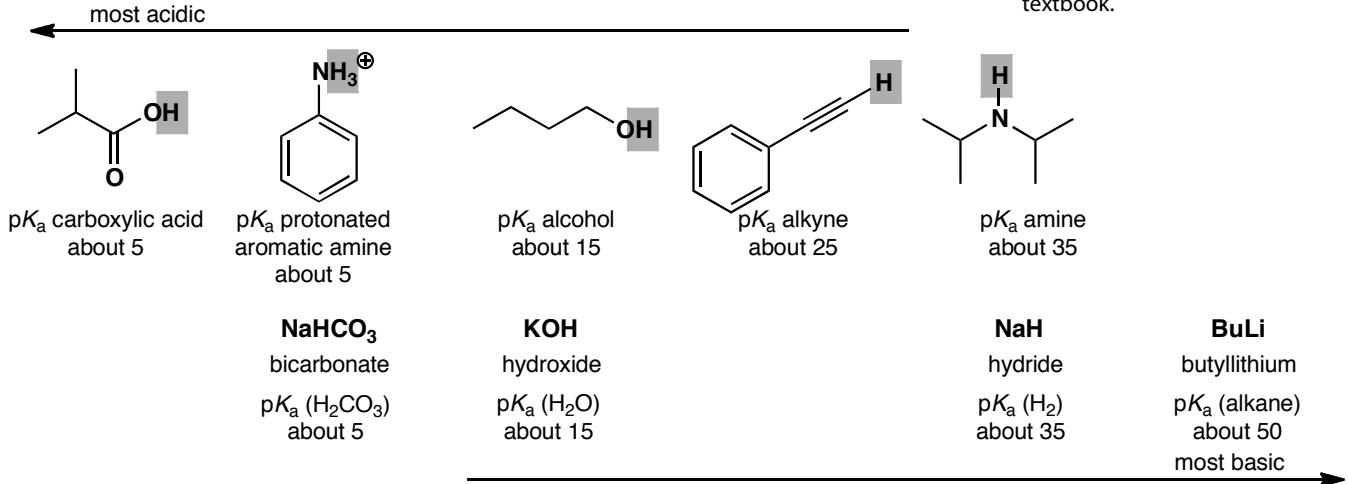 textbook.
most acidic
OH
O
NH₃⊕
OH
H
H
N
pKₐ carboxylic acid
about 5
pKₐ protonated
aromatic amine
about 5
pKₐ alcohol
about 15
pKₐ alkyne
about 25
pKₐ amine
about 35
NaHCO₃
bicarbonate
pKₐ (H₂CO₃)
about 5
KOH
hydroxide
pKₐ (H₂O)
about 15
NaH
hydride
pKₐ (H₂)
about 35
BuLi
butyllithium
pKₐ (alkane)
about 50
most basic